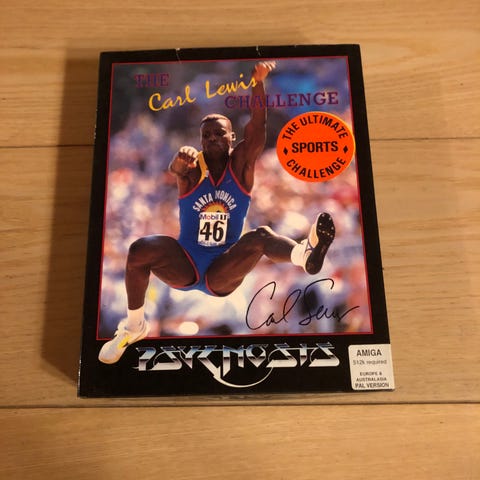 THE
Carl Lewis
CHALLENGE
THE ULTIMATE
SPORTS
CHALLENGE
SANTA MONICA
Mobil 1
46
Carl Lewis
PSYGNOSIS
AMIGA
512k required
EUROPE &
AUSTRALASIA
PAL VERSION